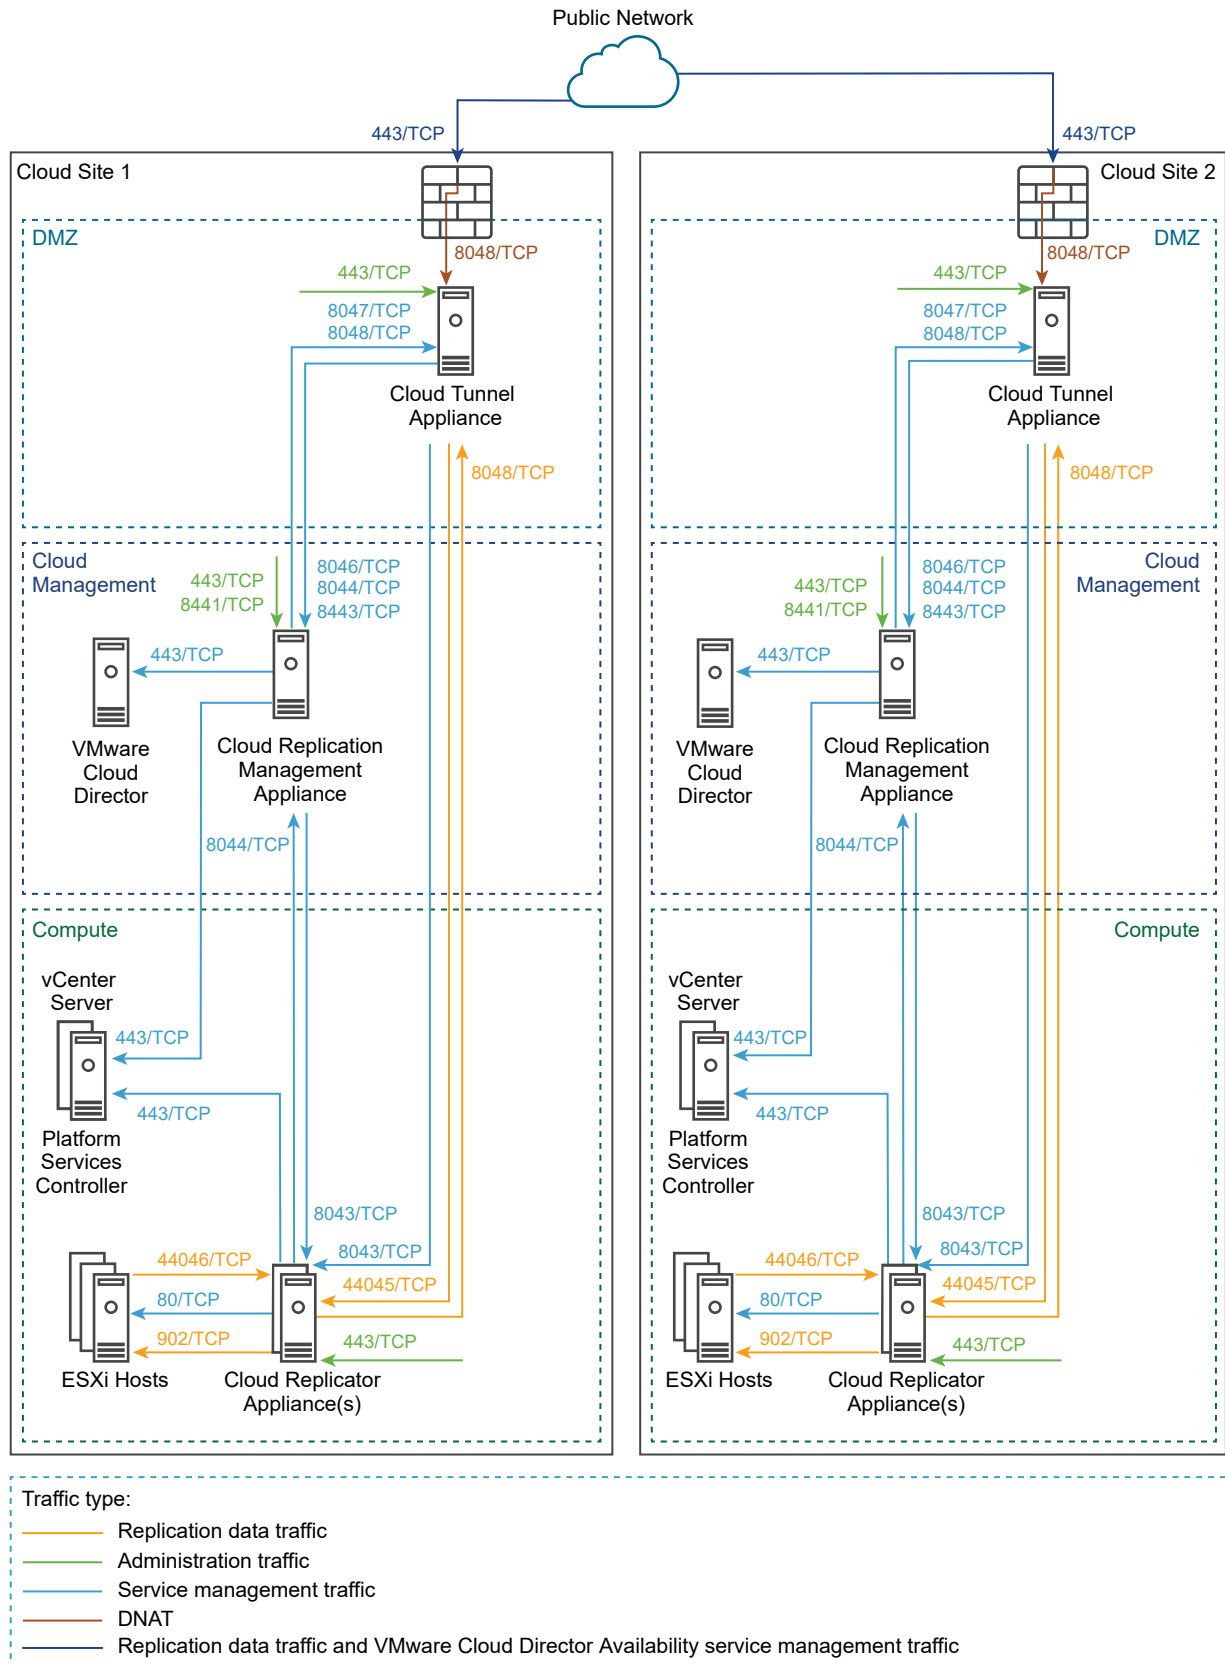 Public Network
443/TCP
443/TCP
Cloud Site 1
DMZ
8048/TCP
443/TCP
8047/TCP
8048/TCP
Cloud Tunnel
Appliance
8048/TCP
Cloud
Management
443/TCP
8441/TCP
8046/TCP
8044/TCP
8443/TCP
443/TCP
VMware
Cloud
Director
Cloud Replication
Management
Appliance
8044/TCP
Compute
vCenter
Server
443/TCP
443/TCP
Platform
Services
Controller
8043/TCP
8043/TCP
44046/TCP
44045/TCP
80/TCP
902/TCP
443/TCP
ESXi Hosts
Cloud Replicator
Appliance(s)
Cloud Site 2
DMZ
8048/TCP
443/TCP
8047/TCP
8048/TCP
Cloud Tunnel
Appliance
8048/TCP
Cloud
Management
443/TCP
8441/TCP
8046/TCP
8044/TCP
8443/TCP
443/TCP
VMware
Cloud
Director
Cloud Replication
Management
Appliance
8044/TCP
Compute
vCenter
Server
443/TCP
443/TCP
Platform
Services
Controller
8043/TCP
8043/TCP
44046/TCP
44045/TCP
80/TCP
902/TCP
443/TCP
ESXi Hosts
Cloud Replicator
Appliance(s)
Traffic type:
Replication data traffic
Administration traffic
Service management traffic
DNAT
Replication data traffic and VMware Cloud Director Availability service management traffic